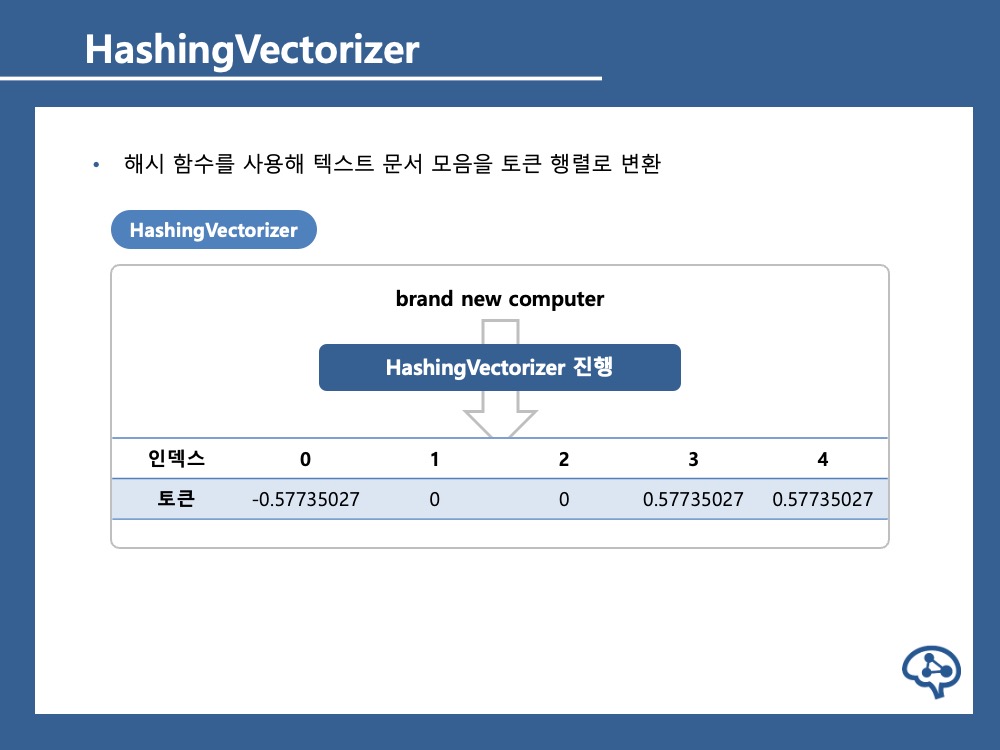 HashingVectorizer
• 해시 함수를 사용해 텍스트 문서 모음을 토큰 행렬로 변환
HashingVectorizer
brand new computer
HashingVectorizer 진행
인덱스 0 1 2 3 4
토큰 -0.57735027 0 0 0.57735027 0.57735027